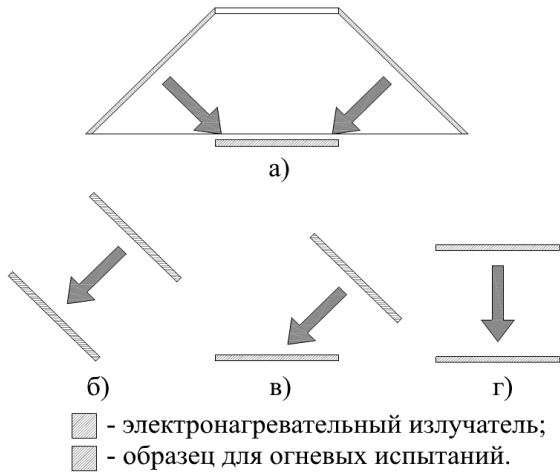 а)
б) в) г)
- электронагревательный излучатель;
- образец для огневых испытаний.